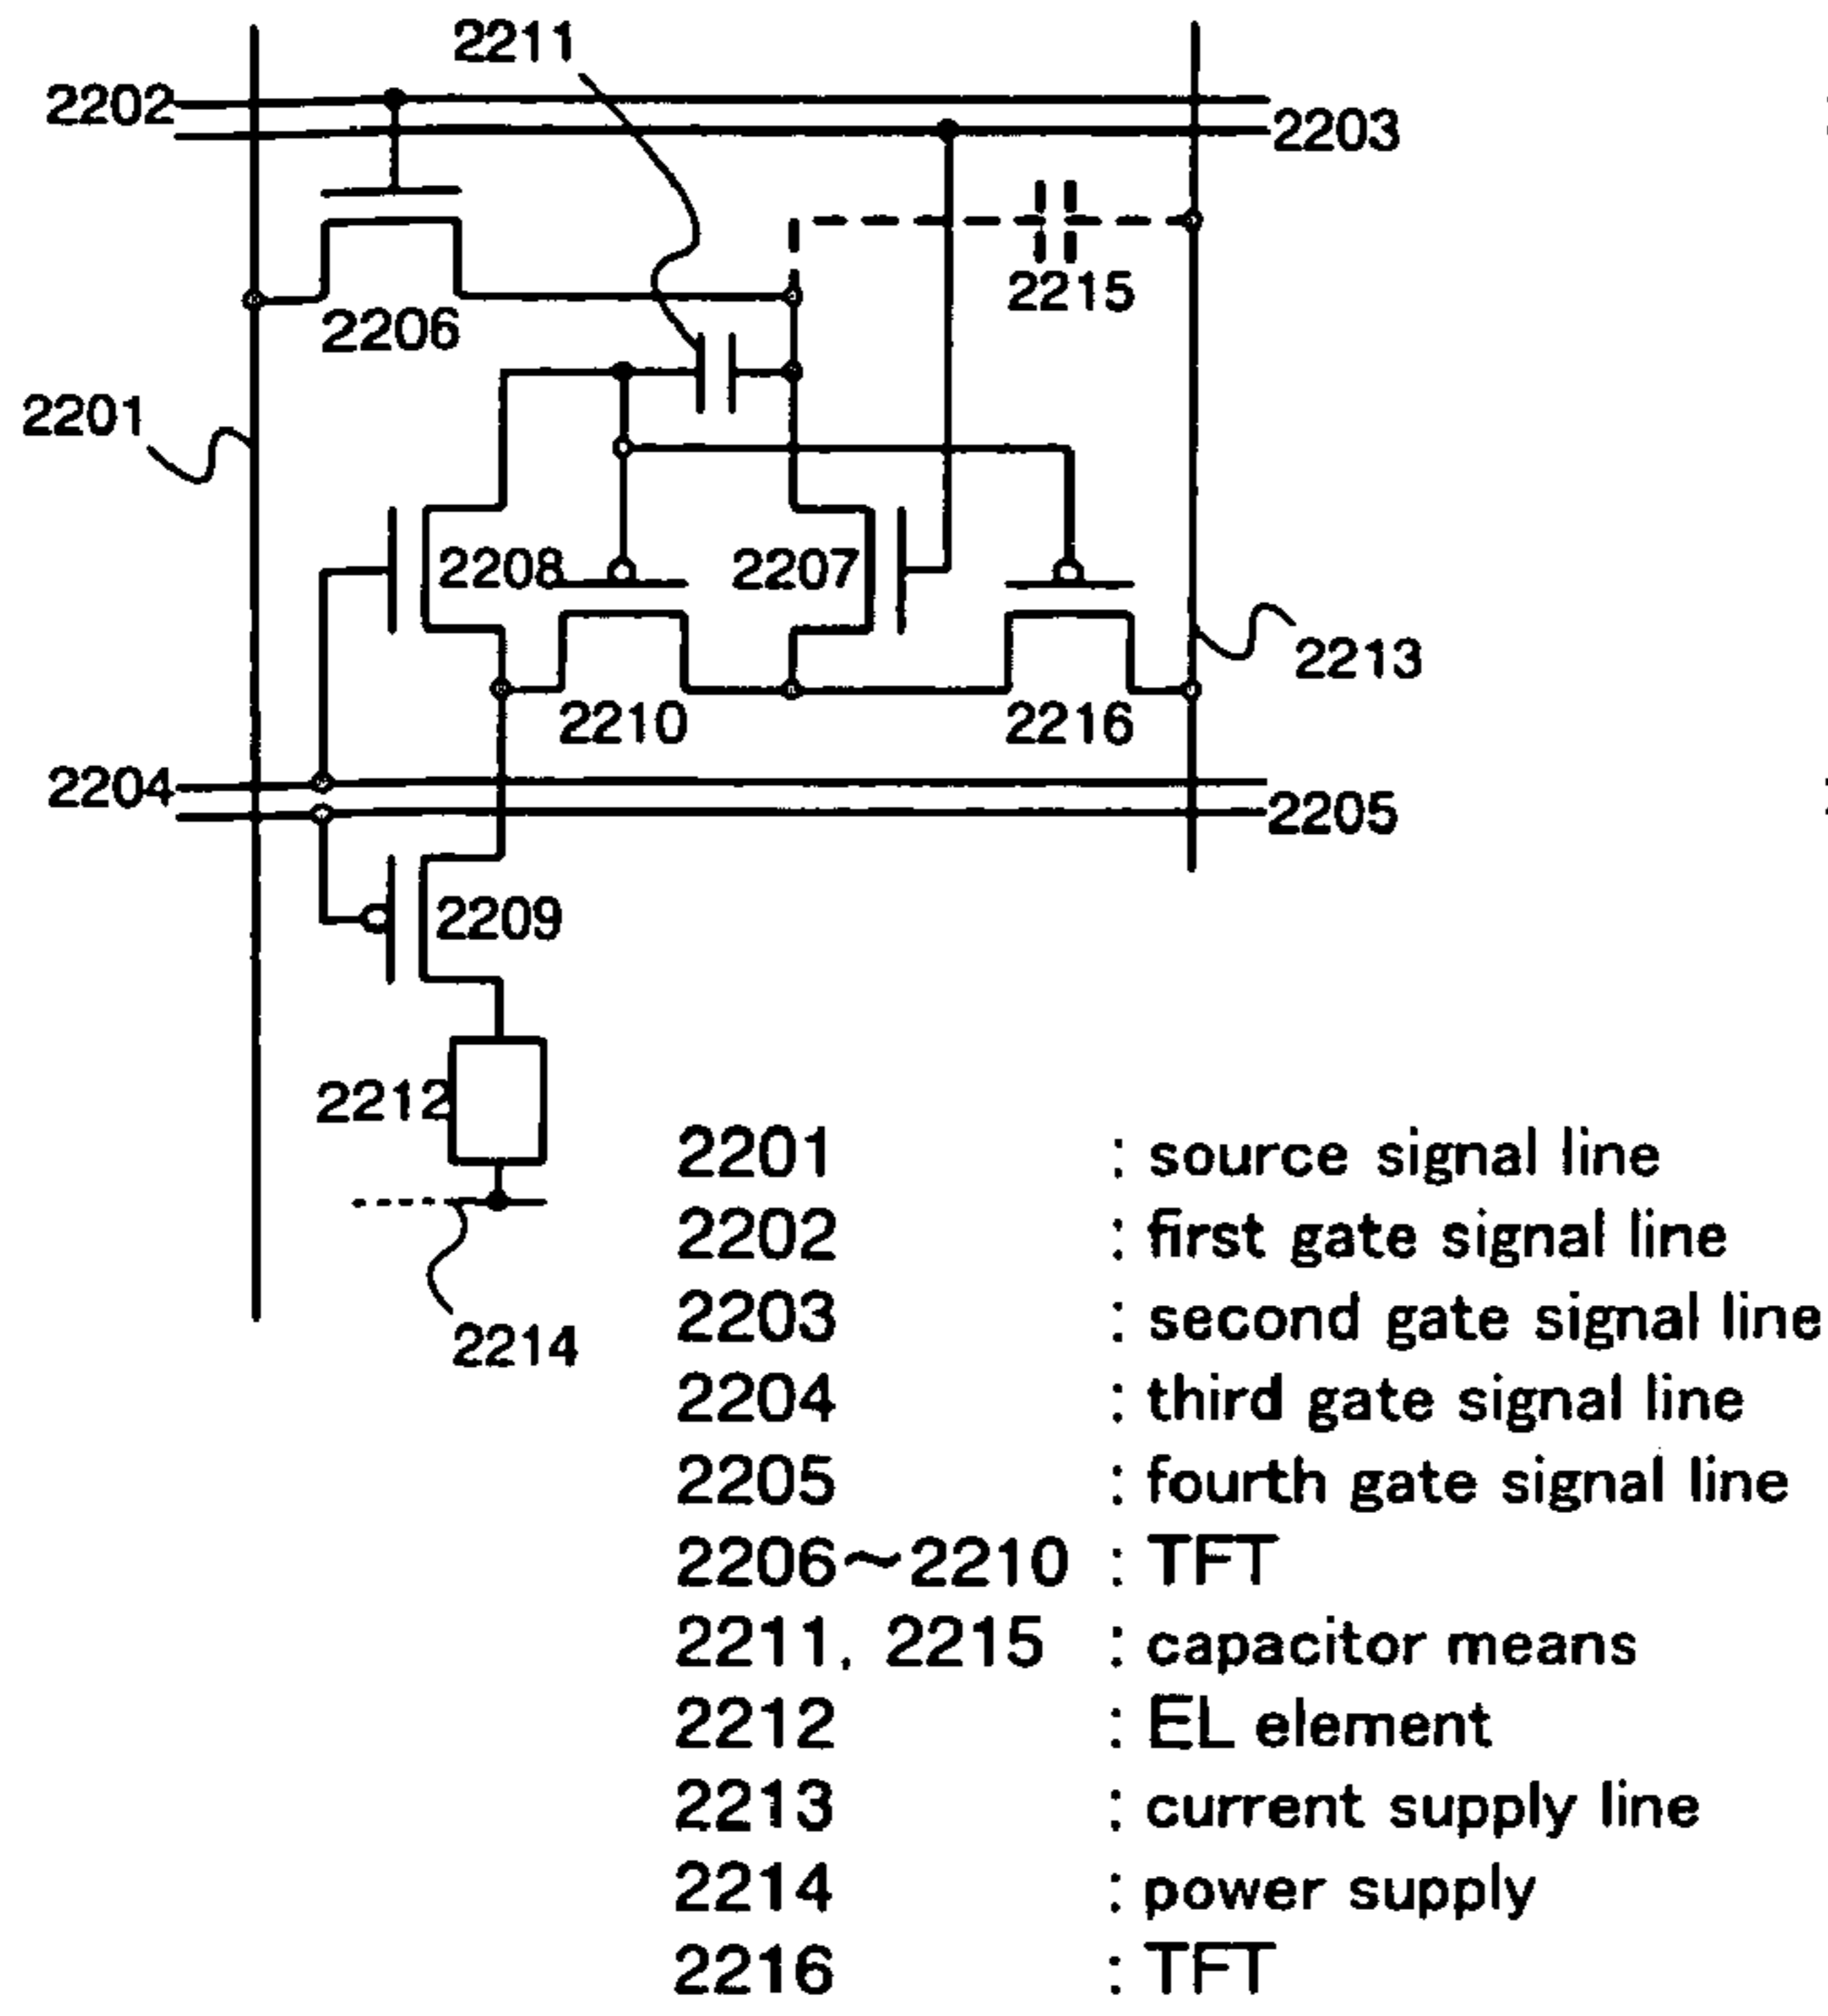 2211
2202
2203
2215
2206
2201
2208
2207
2213
2210
2216
2204
2205
2209
2212
2214
2201 : source signal line
2202 : first gate signal line
2203 : second gate signal line
2204 : third gate signal line
2205 : fourth gate signal line
2206~2210 : TFT
2211, 2215 : capacitor means
2212 : EL element
2213 : current supply line
2214 : power supply
2216 : TFT